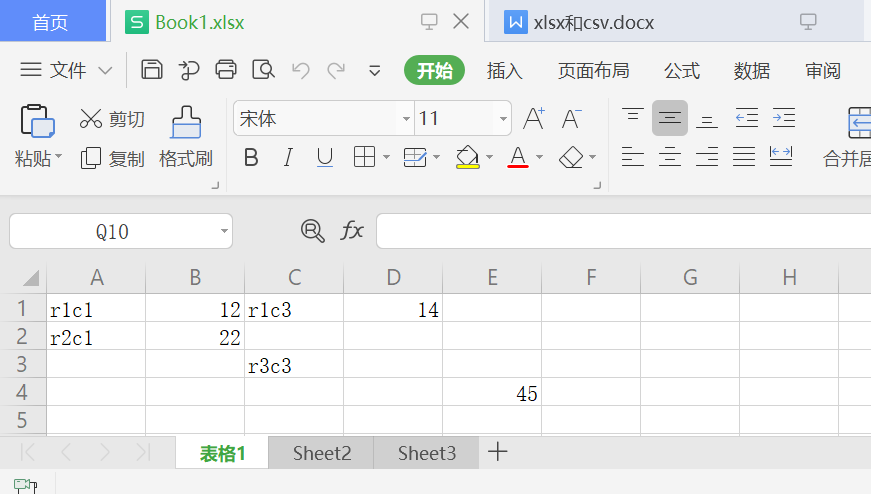 首页 S Book1.xlsx W xlsx和csv.docx
文件 开始 插入 页面布局 公式 数据 审阅
剪切 宋体 11 A+ A-
粘贴 复制 格式刷 B I U A
Q10 fx
A B C D E F G H
1 r1c1 12 r1c3 14
2 r2c1 22
3 r3c3
4 45
5
表格1 Sheet2 Sheet3